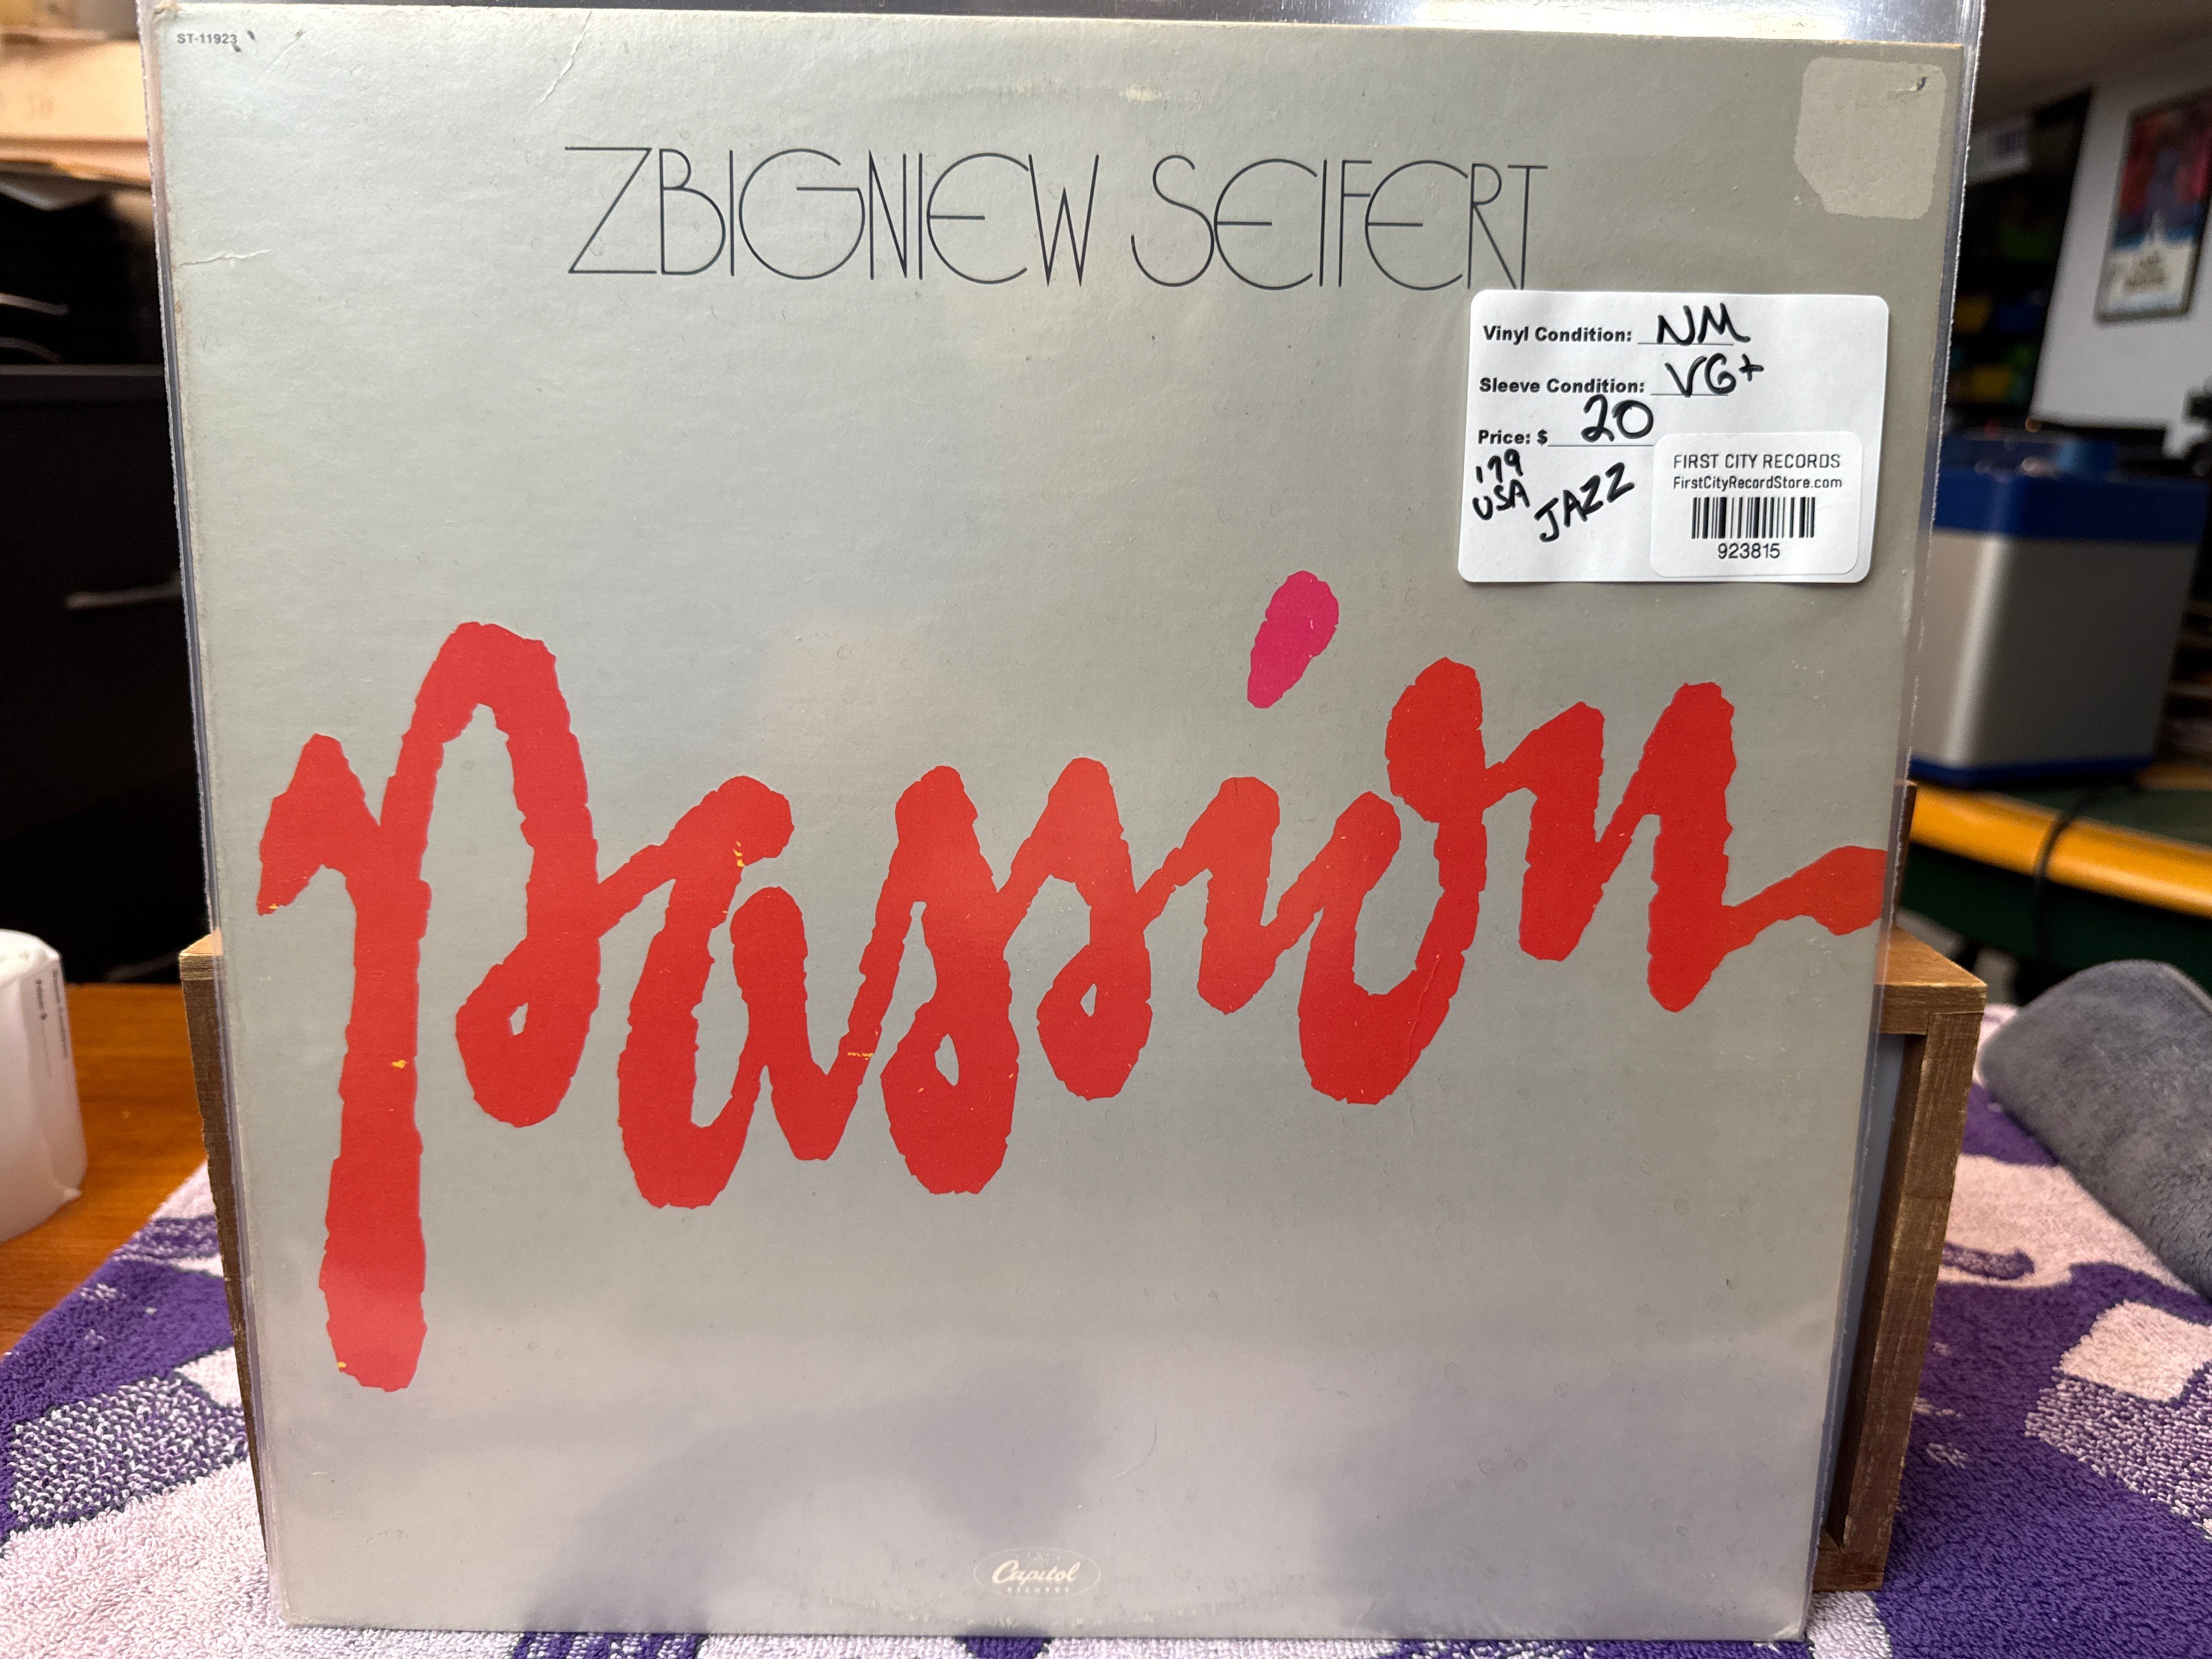 ST-11923
ZBIGNIEW SEIFERT
Vinyl Condition: NM
Sleeve Condition: VG+
Price: $ 20
'79
USA
JAZZ
FIRST CITY RECORDS
FirstCityRecordStore.com
923815
Passion
Capitol
RECORDS